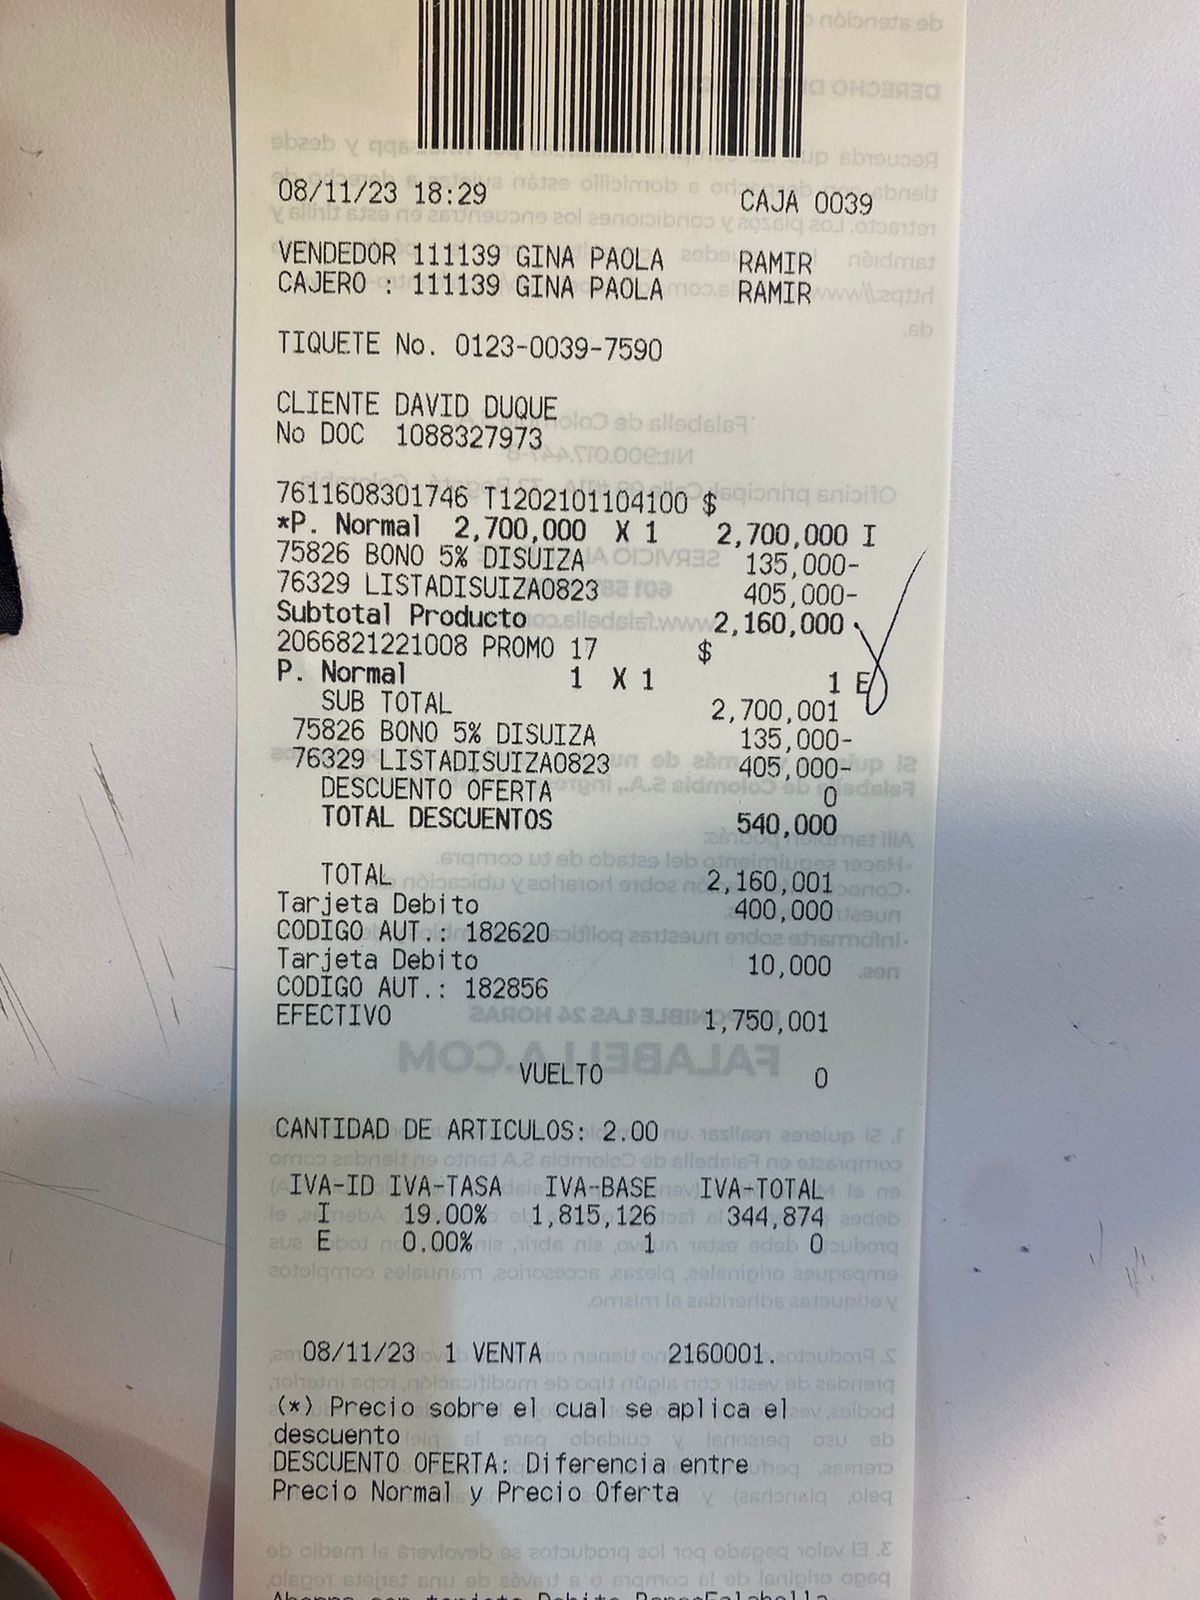 08/11/23 18:29 CAJA 0039
VENDEDOR 111139 GINA PAOLA RAMIR
CAJERO : 111139 GINA PAOLA RAMIR
TIQUETE No. 0123-0039-7590
CLIENTE DAVID DUQUE
No DOC 1088327973
7611608301746 T1202101104100 $
*P. Normal 2,700,000 X 1 2,700,000 I
75826 BONO 5% DISUIZA 135,000-
76329 LISTADISUIZA0823 405,000-
Subtotal Producto 2,160,000
2066821221008 PROMO 17 $
P. Normal 1 X 1 1 E
SUB TOTAL 2,700,001
75826 BONO 5% DISUIZA 135,000-
76329 LISTADISUIZA0823 405,000-
DESCUENTO OFERTA 0
TOTAL DESCUENTOS 540,000
TOTAL 2,160,001
Tarjeta Debito 400,000
CODIGO AUT.: 182620
Tarjeta Debito 10,000
CODIGO AUT.: 182856
EFECTIVO 1,750,001
VUELTO 0
CANTIDAD DE ARTICULOS: 2.00
IVA-ID IVA-TASA IVA-BASE IVA-TOTAL
I 19.00% 1,815,126 344,874
E 0.00% 1 0
08/11/23 1 VENTA 2160001.
(*) Precio sobre el cual se aplica el
descuento
DESCUENTO OFERTA: Diferencia entre
Precio Normal y Precio Oferta